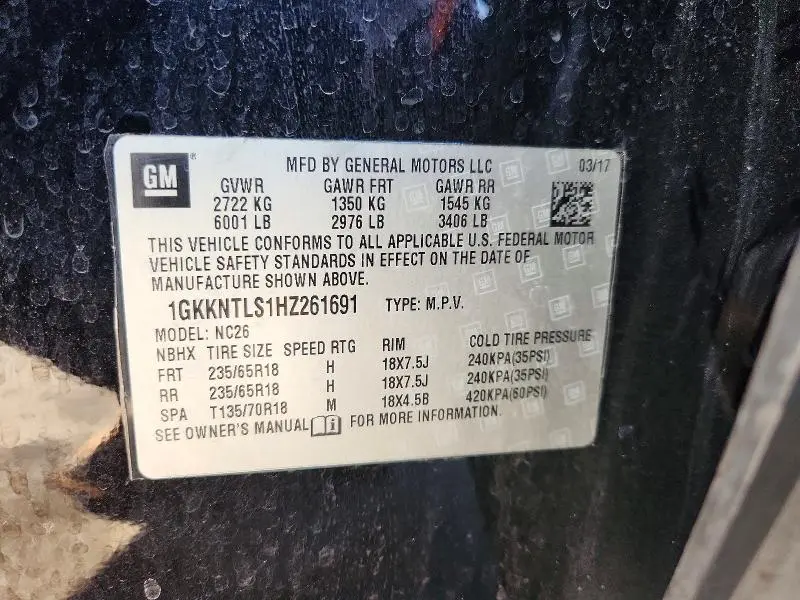 GM ® MFD BY GENERAL MOTORS LLC 03/17
GVWR GAWR FRT GAWR RR
2722 KG 1350 KG 1545 KG
6001 LB 2976 LB 3406 LB
THIS VEHICLE CONFORMS TO ALL APPLICABLE U.S. FEDERAL MOTOR
VEHICLE SAFETY STANDARDS IN EFFECT ON THE DATE OF
MANUFACTURE SHOWN ABOVE.
1GKKNTLS1HZ261691 TYPE: M.P.V.
MODEL: NC26
NBHX TIRE SIZE SPEED RTG RIM COLD TIRE PRESSURE
FRT 235/65R18 H 18X7.5J 240KPA(35PSI)
RR 235/65R18 H 18X7.5J 240KPA(35PSI)
SPA T135/70R18 M 18X4.5B 420KPA(60PSI)
SEE OWNER'S MANUAL i FOR MORE INFORMATION.